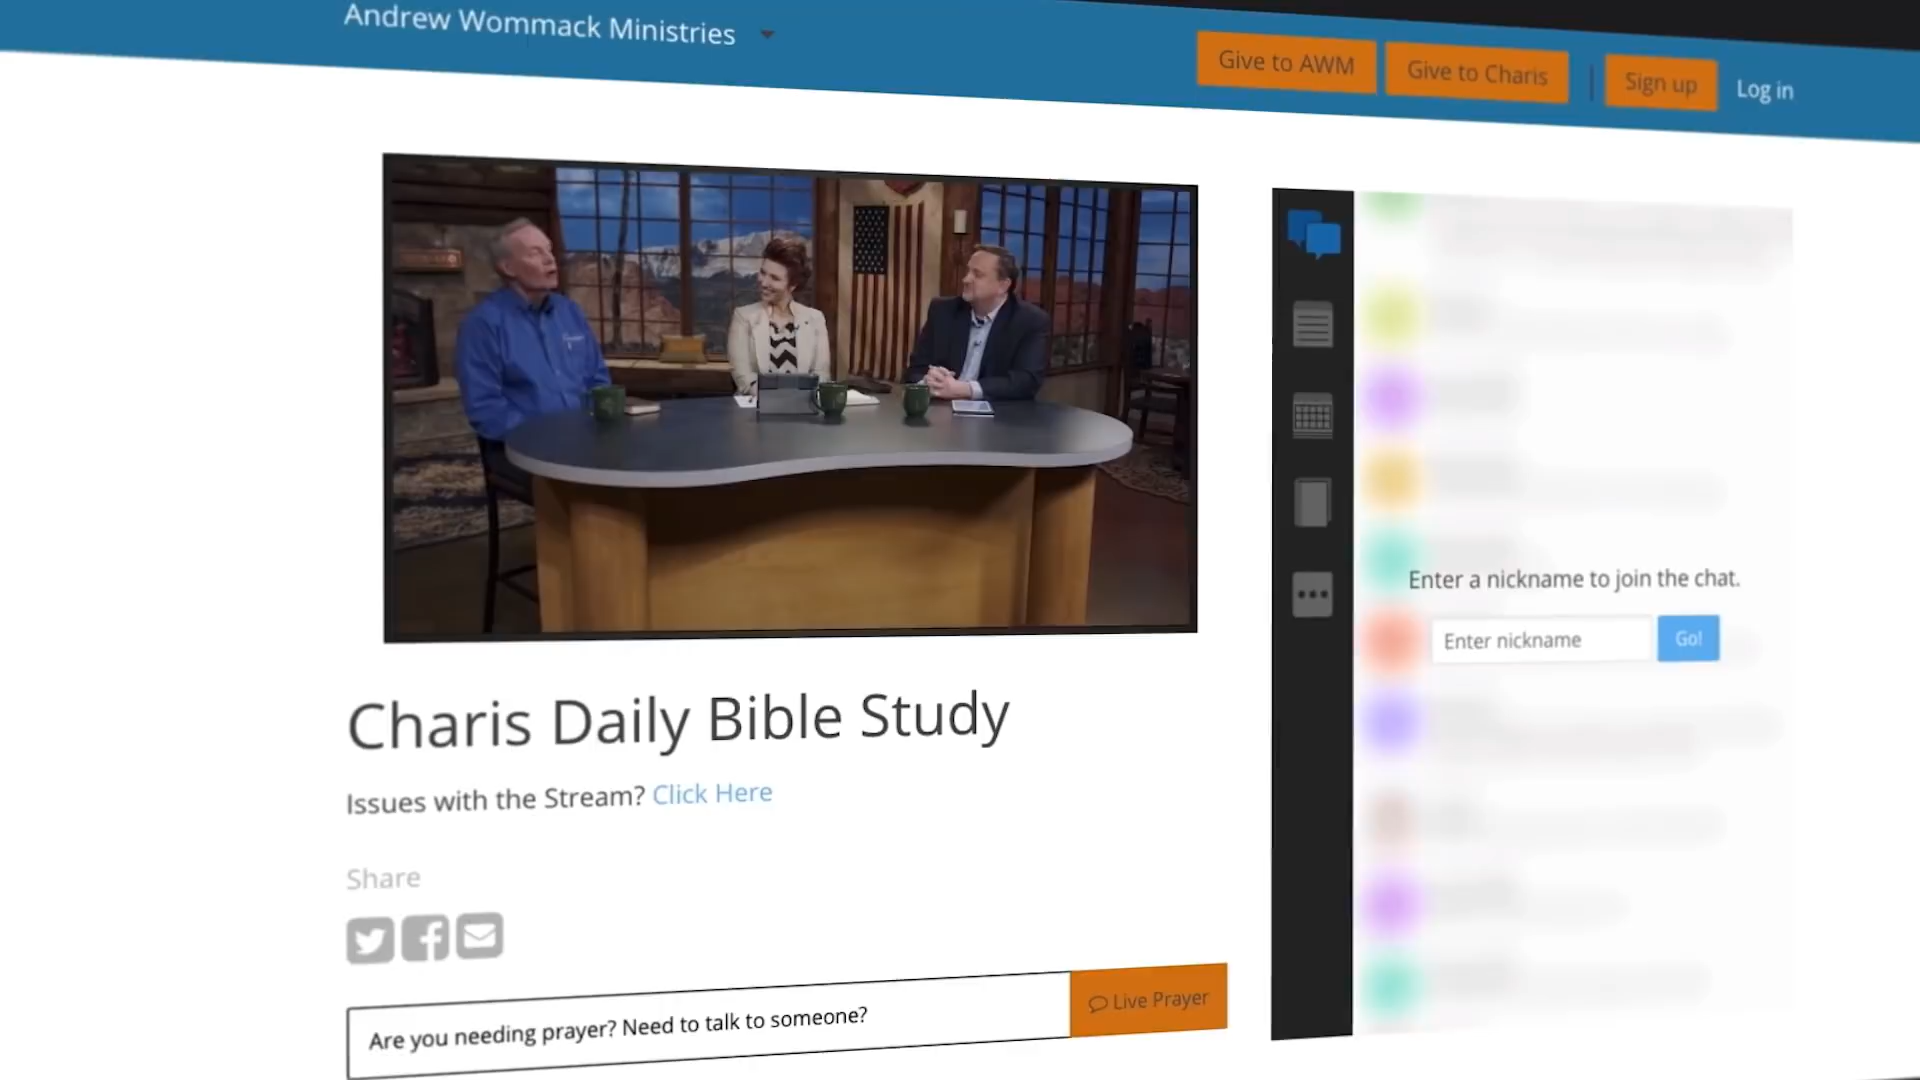 Andrew Wommack Ministries
Give to AWM
Give to Charis
Sign up
Log in
Enter a nickname to join the chat.
Enter nickname
Go!
Charis Daily Bible Study
Issues with the Stream? Click Here
Share
Are you needing prayer? Need to talk to someone?
Live Prayer